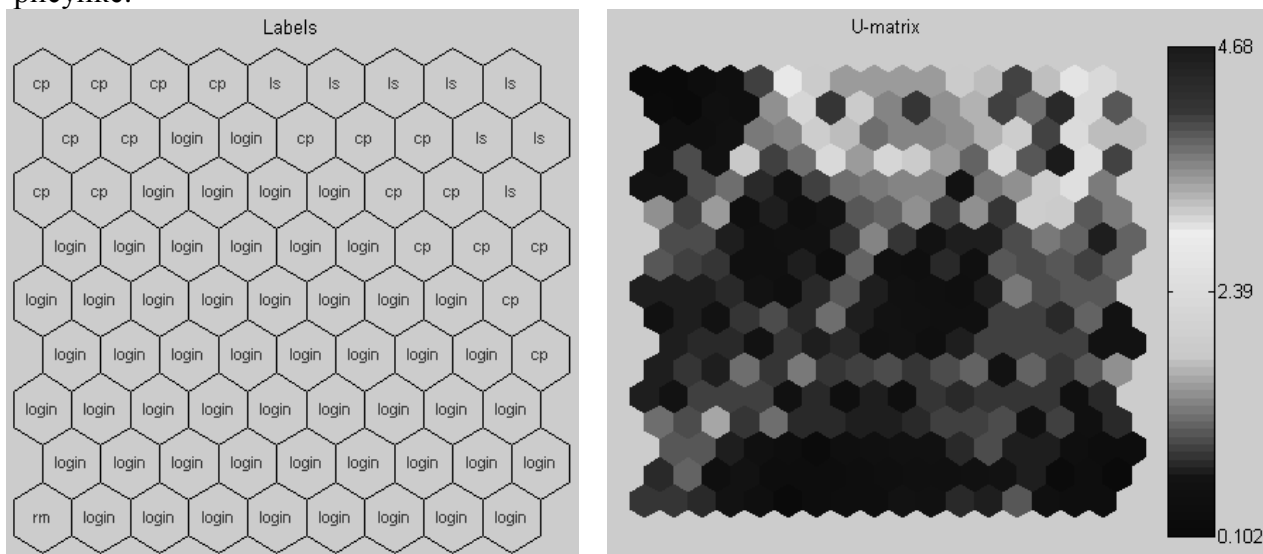 рисунке.
Labels
cp cp cp cp ls ls ls ls ls
cp cp login login cp cp cp ls ls
cp cp login login login login cp cp ls
login login login login login login cp cp cp
login login login login login login login login cp
login login login login login login login login cp
login login login login login login login login login
login login login login login login login login login
rm login login login login login login login login
U-matrix
4.68
2.39
0.102